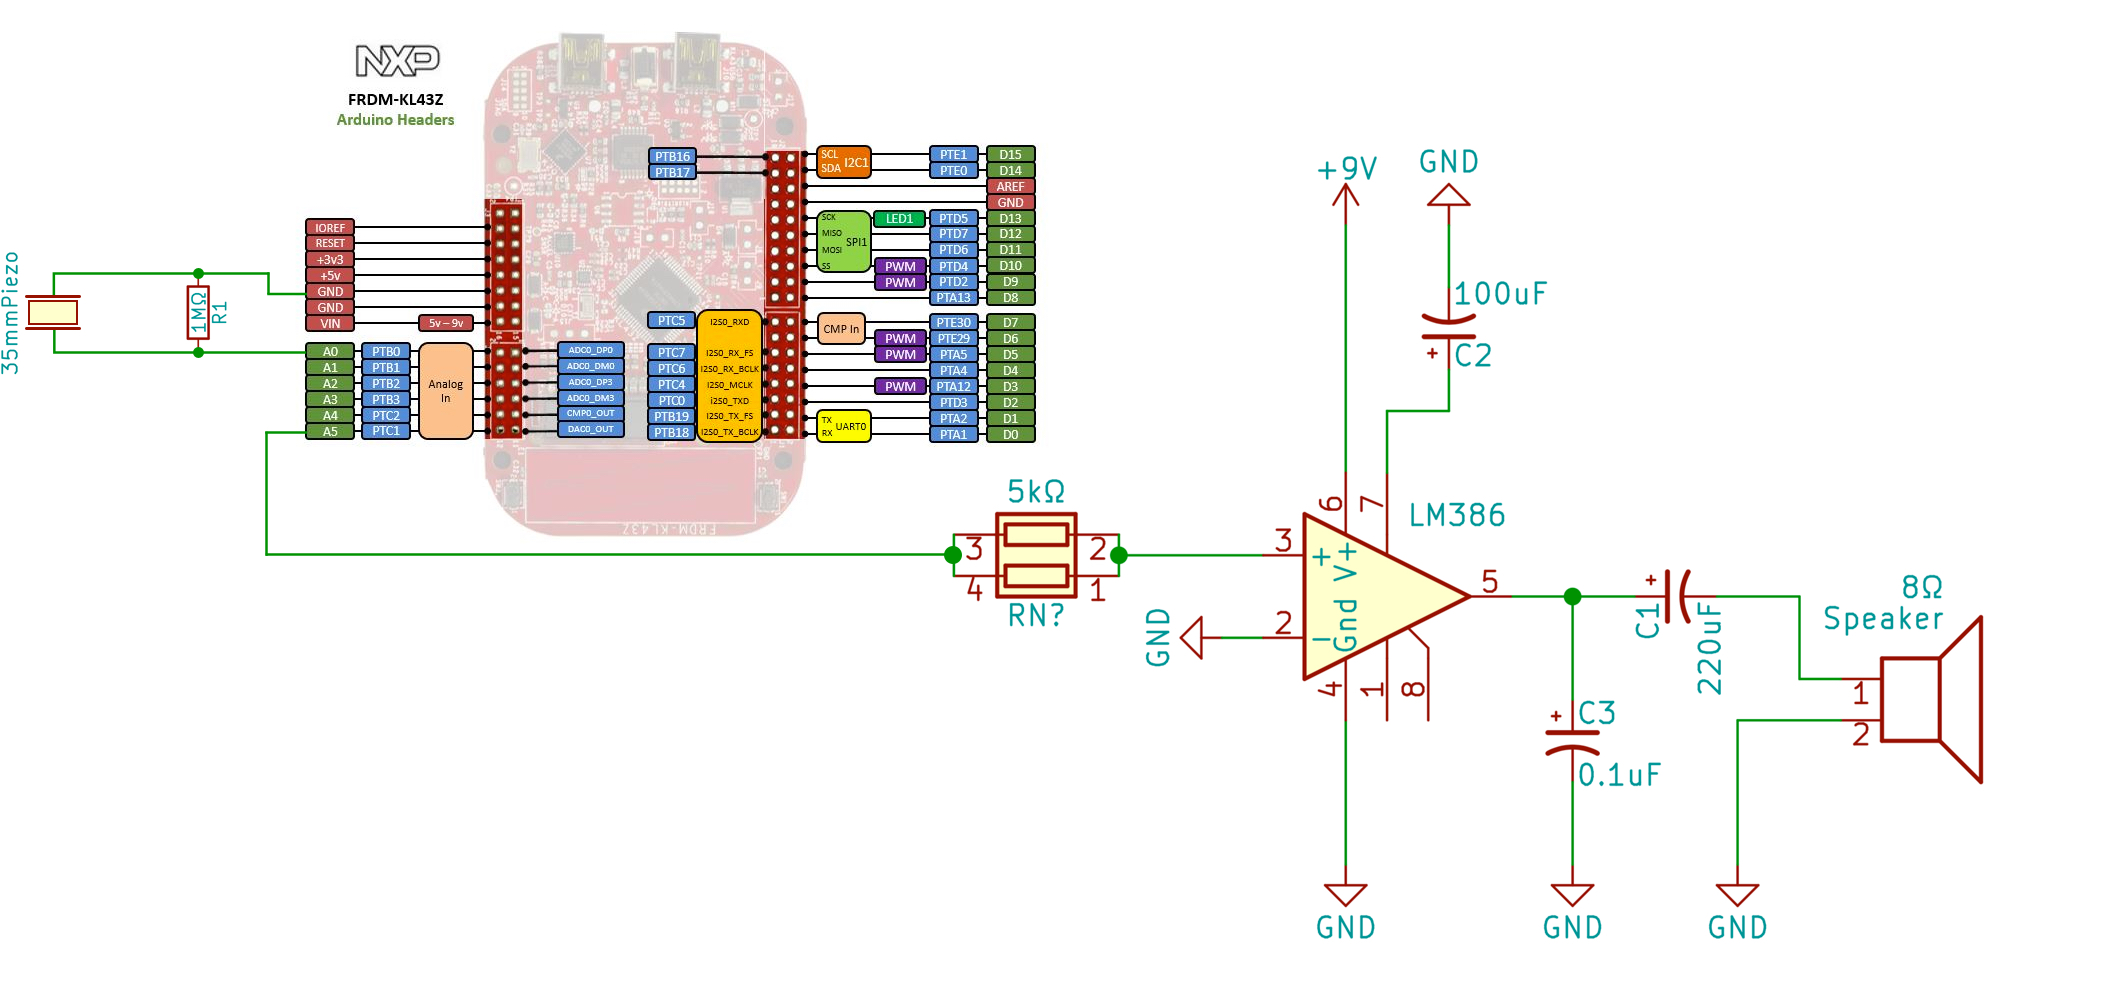 NXP
FRDM-KL43Z
Arduino Headers
IOREF
RESET
+3v3
+5v
GND
GND
VIN
5v – 9v
A0 PTB0
A1 PTB1
A2 PTB2
A3 PTB3
A4 PTC2
A5 PTC1
Analog
In
35mmPiezo
1MΩ
R1
PTB16
PTB17
ADC0_DP0
ADC0_DM0
ADC0_DP3
ADC0_DM3
CMP0_OUT
DAC0_OUT
PTC5 I2S0_RXD
PTC7 I2S0_RX_FS
PTC6 I2S0_RX_BCLK
PTC4 I2S0_MCLK
PTC0 i2S0_TXD
PTB19 I2S0_TX_FS
PTB18 I2S0_TX_BCLK
FRDM-KL43Z
SCL
SDA
I2C1
PTE1 D15
PTE0 D14
AREF
GND
SCK
MISO
MOSI
SS
SPI1
LED1 PTD5 D13
PTD7 D12
PTD6 D11
PWM PTD4 D10
PWM PTD2 D9
PTA13 D8
CMP In
PTE30 D7
PWM PTE29 D6
PWM PTA5 D5
PTA4 D4
PWM PTA12 D3
PTD3 D2
TX
RX
UART0
PTA2 D1
PTA1 D0
5kΩ
3 2
4 1
RN?
+9V
GND
100uF
+
C2
6
7
LM386
3
+
V+
2
–
Gnd
GND
5
4
1
8
GND
+
C1
220uF
+
C3
0.1uF
GND
8Ω
Speaker
1
2
GND